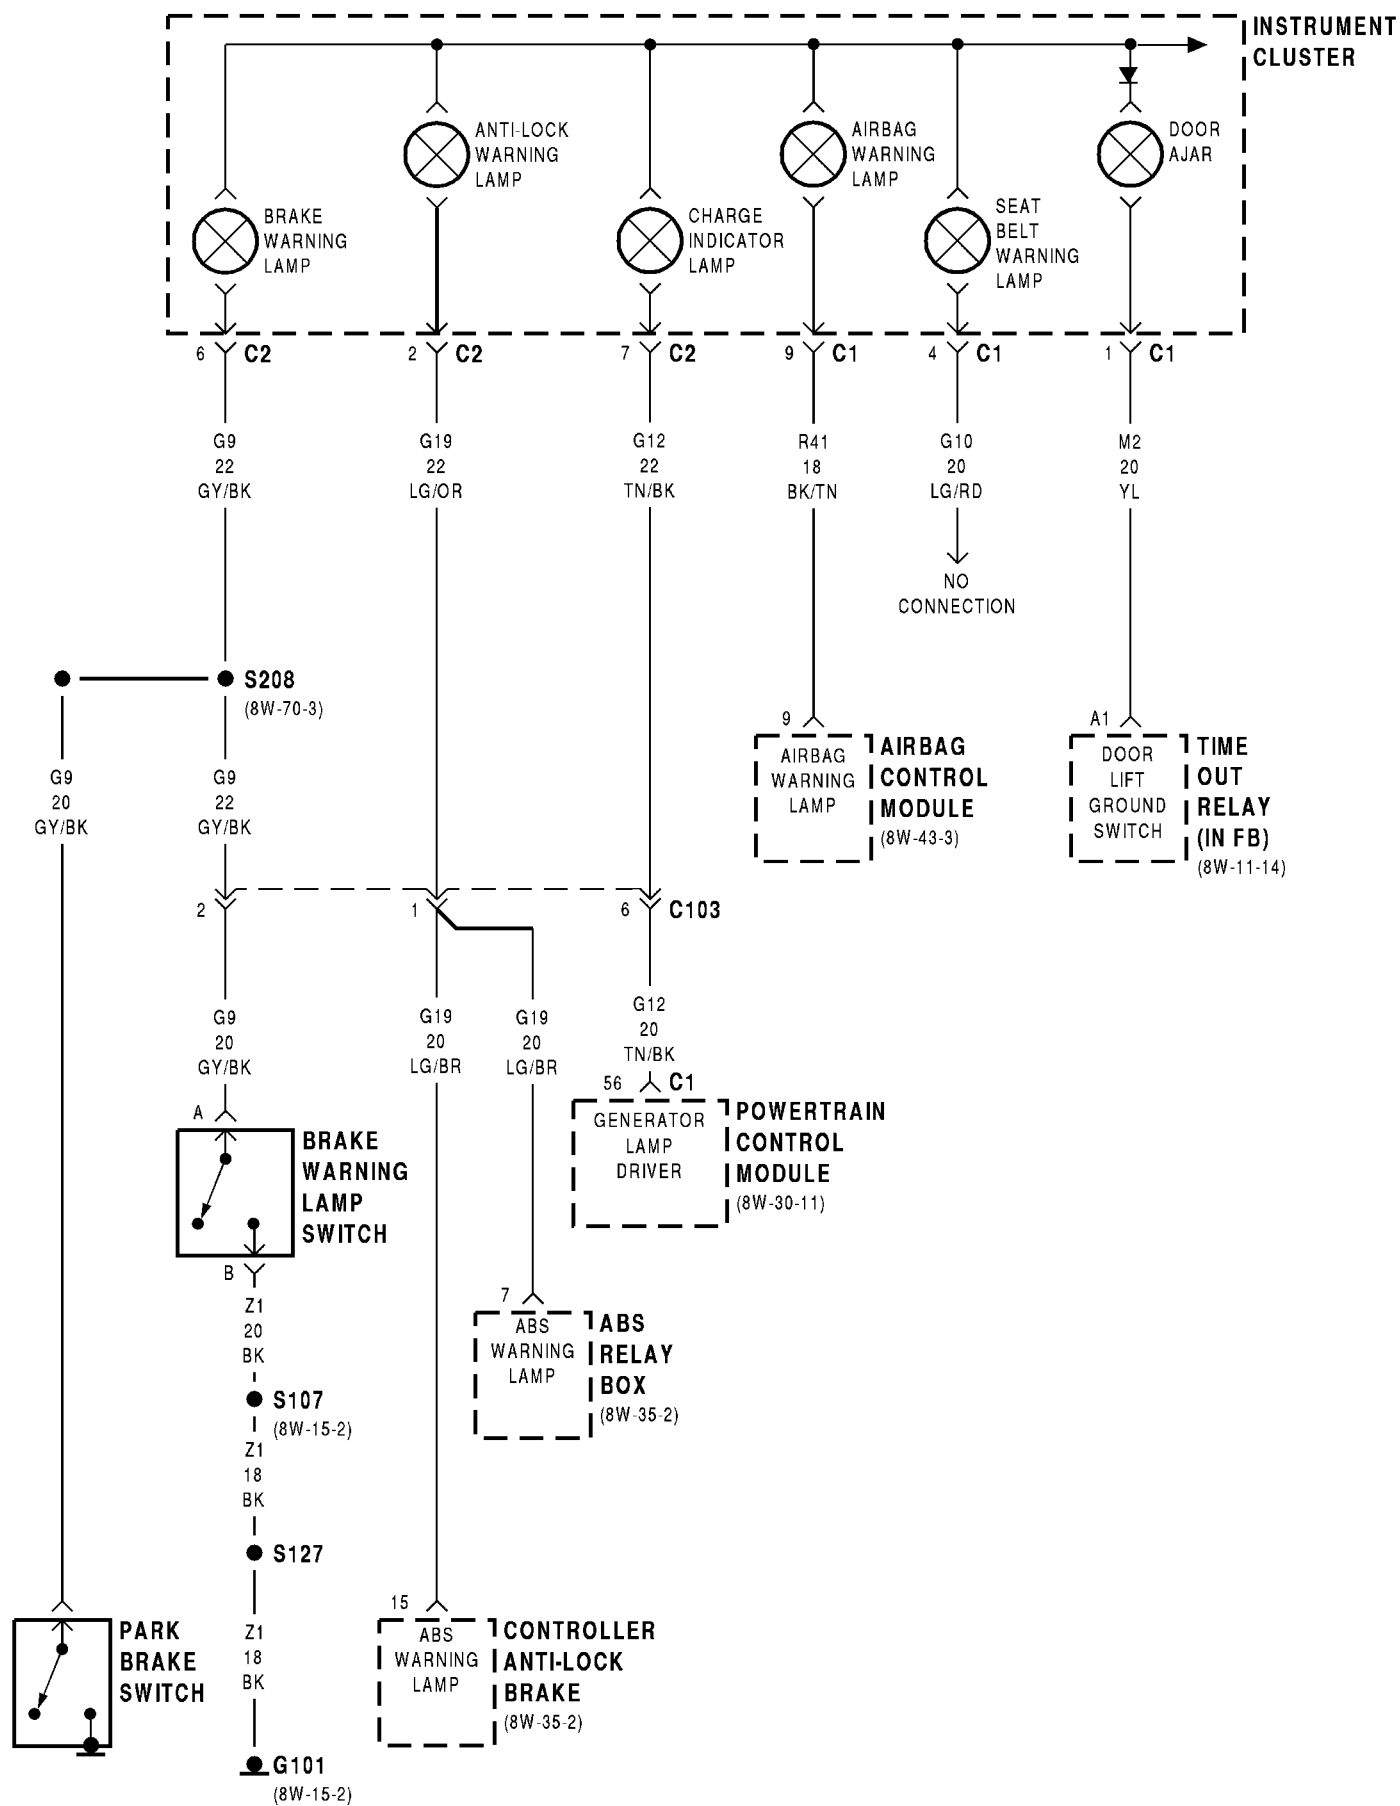 INSTRUMENT
CLUSTER
ANTI-LOCK
WARNING
LAMP
AIRBAG
WARNING
LAMP
DOOR
AJAR
BRAKE
WARNING
LAMP
CHARGE
INDICATOR
LAMP
SEAT
BELT
WARNING
LAMP
6 C2
2 C2
7 C2
9 C1
4 C1
1 C1
G9
22
GY/BK
G19
22
LG/OR
G12
22
TN/BK
R41
18
BK/TN
G10
20
LG/RD
M2
20
YL
NO
CONNECTION
S208
(8W-70-3)
G9
20
GY/BK
G9
22
GY/BK
9
AIRBAG
WARNING
LAMP
AIRBAG
CONTROL
MODULE
(8W-43-3)
A1
DOOR
LIFT
GROUND
SWITCH
TIME
OUT
RELAY
(IN FB)
(8W-11-14)
2
1
6 C103
G9
20
GY/BK
G19
20
LG/BR
G19
20
LG/BR
G12
20
TN/BK
56 C1
GENERATOR
LAMP
DRIVER
POWERTRAIN
CONTROL
MODULE
(8W-30-11)
A
BRAKE
WARNING
LAMP
SWITCH
B
Z1
20
BK
7
ABS
WARNING
LAMP
ABS
RELAY
BOX
(8W-35-2)
S107
(8W-15-2)
Z1
18
BK
S127
Z1
18
BK
15
ABS
WARNING
LAMP
CONTROLLER
ANTI-LOCK
BRAKE
(8W-35-2)
PARK
BRAKE
SWITCH
G101
(8W-15-2)